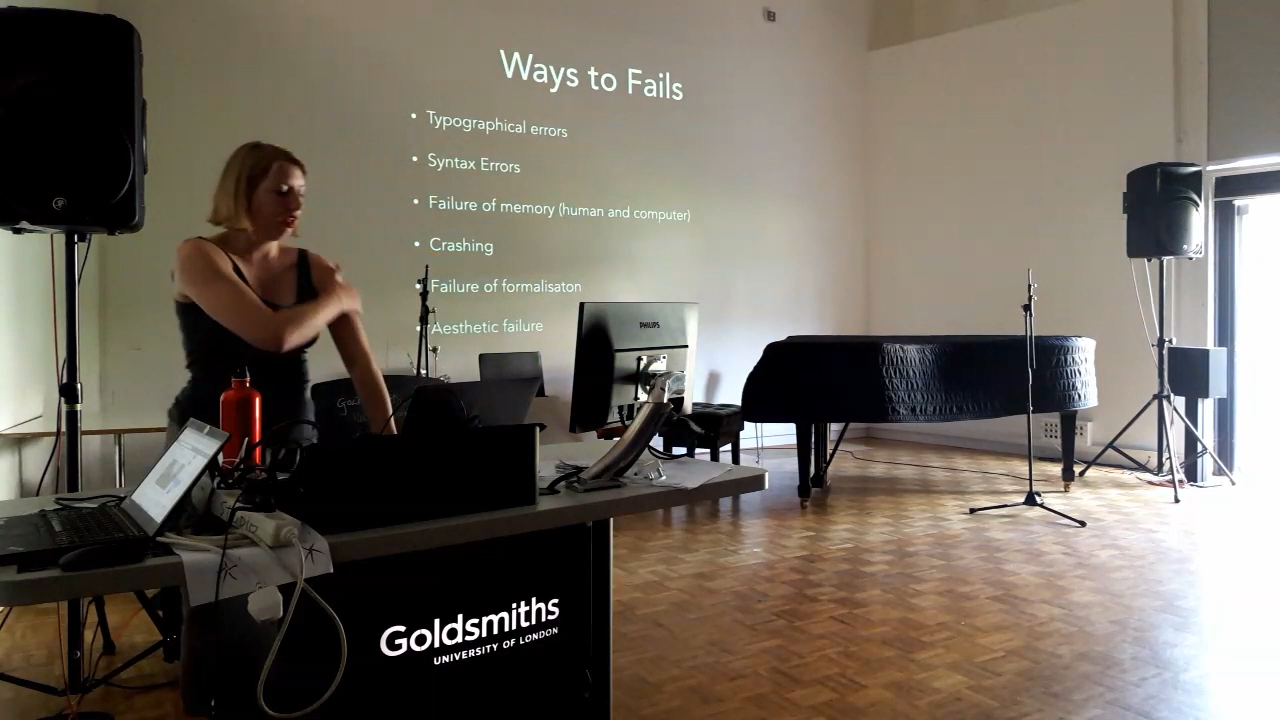 Ways to Fails
• Typographical errors
• Syntax Errors
• Failure of memory (human and computer)
• Crashing
• Failure of formalisaton
• Aesthetic failure
PHILIPS
Goldsmiths
UNIVERSITY OF LONDON